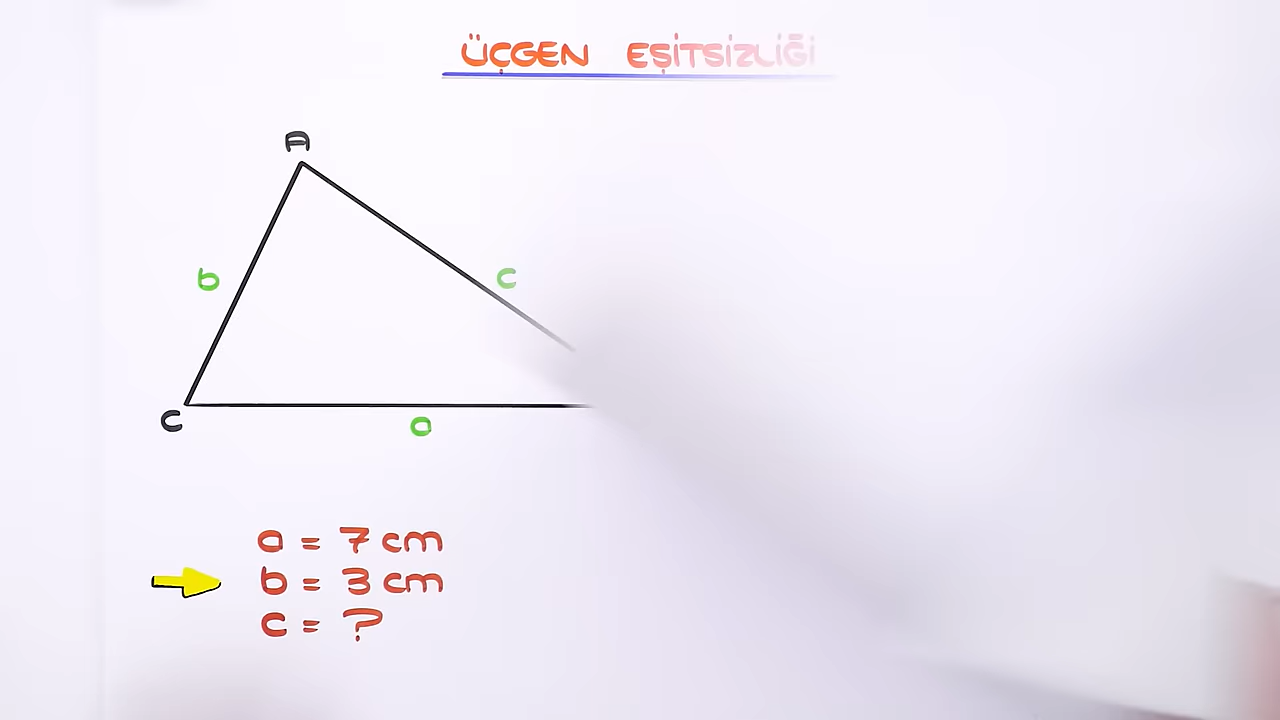 ÜÇGEN EŞİTSİZLİĞİ
A
b
c
C
a
a = 7 cm
b = 3 cm
c = ?